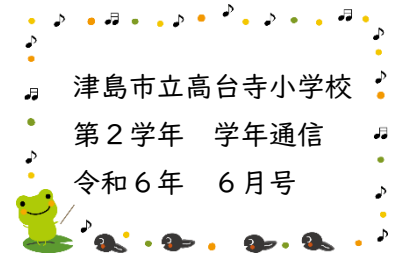 津島市立高台寺小学校
第２学年　学年通信
令和６年　６月号